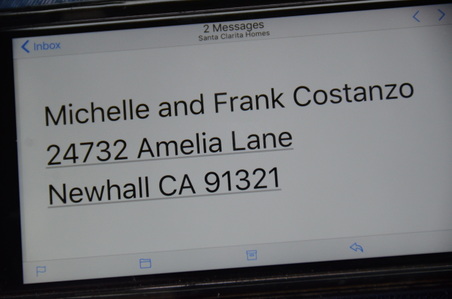 2 Messages
Santa Clarita Homes
Inbox
Michelle and Frank Costanzo
24732 Amelia Lane
Newhall CA 91321